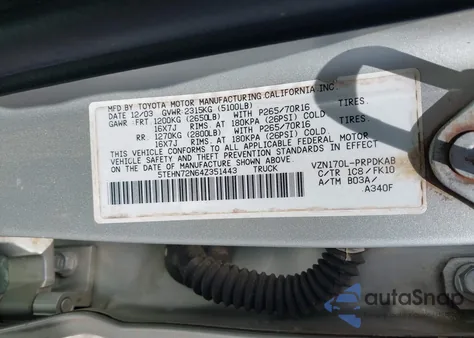 MFD BY TOYOTA MOTOR MANUFACTURING CALIFORNIA INC.
DATE 12/03 GVWR 2315KG (5100LB)
GAWR FRT 1200KG (2650LB) WITH P265/70R16 TIRES.
16X7J RIMS. AT 180KPA (26PSI) COLD FOR
RR. 1270KG (2800LB) WITH P265/70R16 TIRES.
16X7J RIMS. AT 180KPA (26PSI) COLD
THIS VEHICLE CONFORMS TO ALL APPLICABLE FEDERAL MOTOR
VEHICLE SAFETY STANDARDS IN EFFECT ON THE
DATE OF MANUFACTURE SHOWN ABOVE.
5TEHN72N64Z351443 TRUCK
VZN170L-PRPDKAB
C/TR 1C8/FK10
A/TM B03A/
A340F
autoSnap